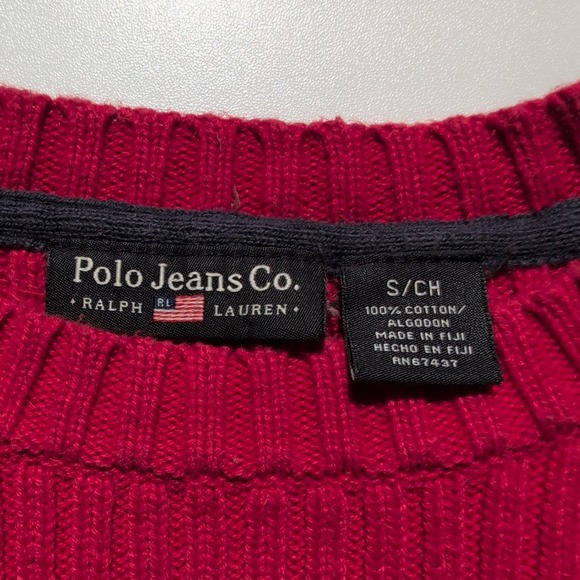 Polo Jeans Co.
• RALPH RL LAUREN •
S/CH
100% COTTON/
ALGODON
MADE IN FIJI
HECHO EN FIJI
RN67437